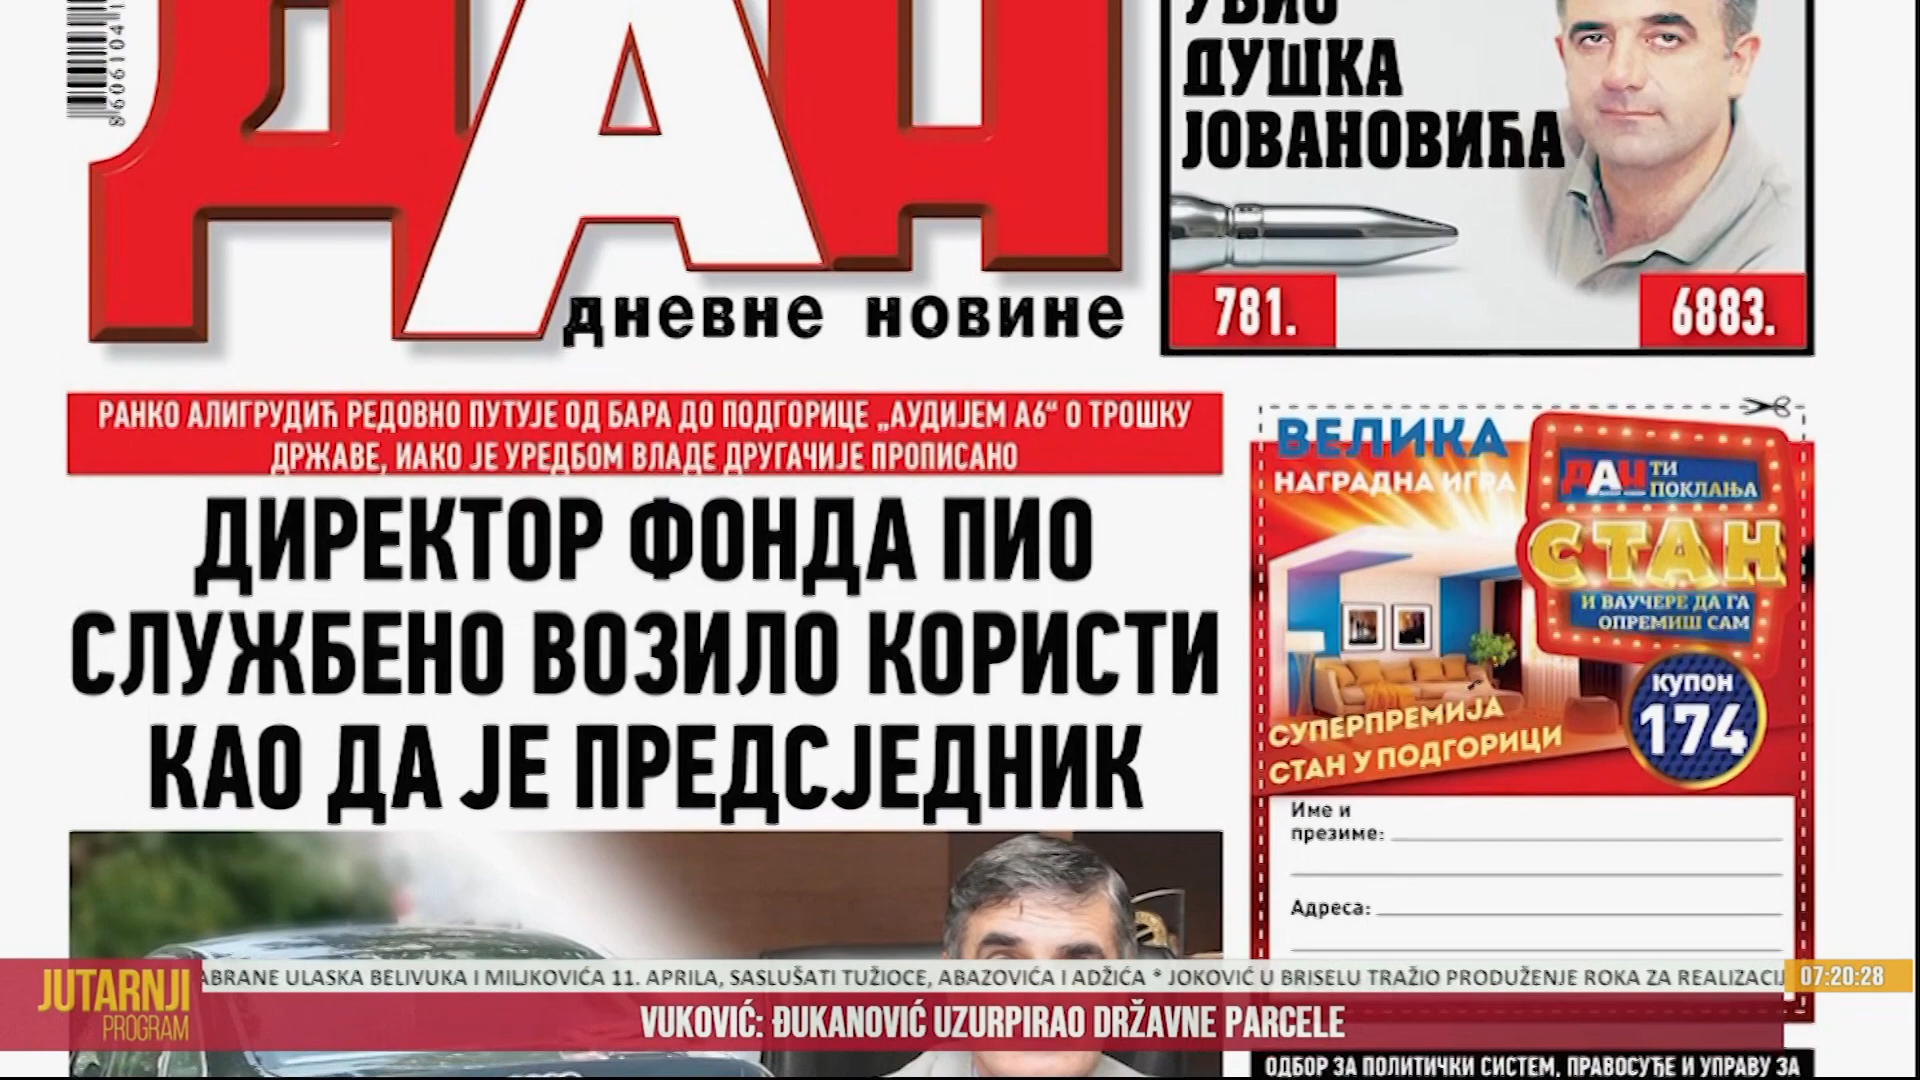 ДАН
дневне новине
УБИО
ДУШКА
ЈОВАНОВИЋА
781.
6883.
РАНКО АЛИГРУДИЋ РЕДОВНО ПУТУЈЕ ОД БАРА ДО ПОДГОРИЦЕ „АУДИЈЕМ А6“ О ТРОШКУ
ДРЖАВЕ, ИАКО ЈЕ УРЕДБОМ ВЛАДЕ ДРУГАЧИЈЕ ПРОПИСАНО
ДИРЕКТОР ФОНДА ПИО
СЛУЖБЕНО ВОЗИЛО КОРИСТИ
КАО ДА ЈЕ ПРЕДСЈЕДНИК
ВЕЛИКА
НАГРАДНА ИГРА
ДАН ТИ
ПОКЛАЊА
СТАН
И ВАУЧЕРЕ ДА ГА
ОПРЕМИШ САМ
КУПОН
174
СУПЕРПРЕМИЈА
СТАН У ПОДГОРИЦИ
Име и
презиме:
Адреса:
ABRANE ULASKA BELIVUKA I MILJKOVIĆA 11. APRILA, SASLUŠATI TUŽIOCE, ABAZOVIĆA I ADŽIĆA * JOKOVIĆ U BRISELU TRAŽIO PRODUŽENJE ROKA ZA REALIZACIJ
07:20:28
JUTARNJI
PROGRAM
VUKOVIĆ: ĐUKANOVIĆ UZURPIRAO DRŽAVNE PARCELE
ОДБОР ЗА ПОЛИТИЧКИ СИСТЕМ, ПРАВОСУЂЕ И УПРАВУ ЗА